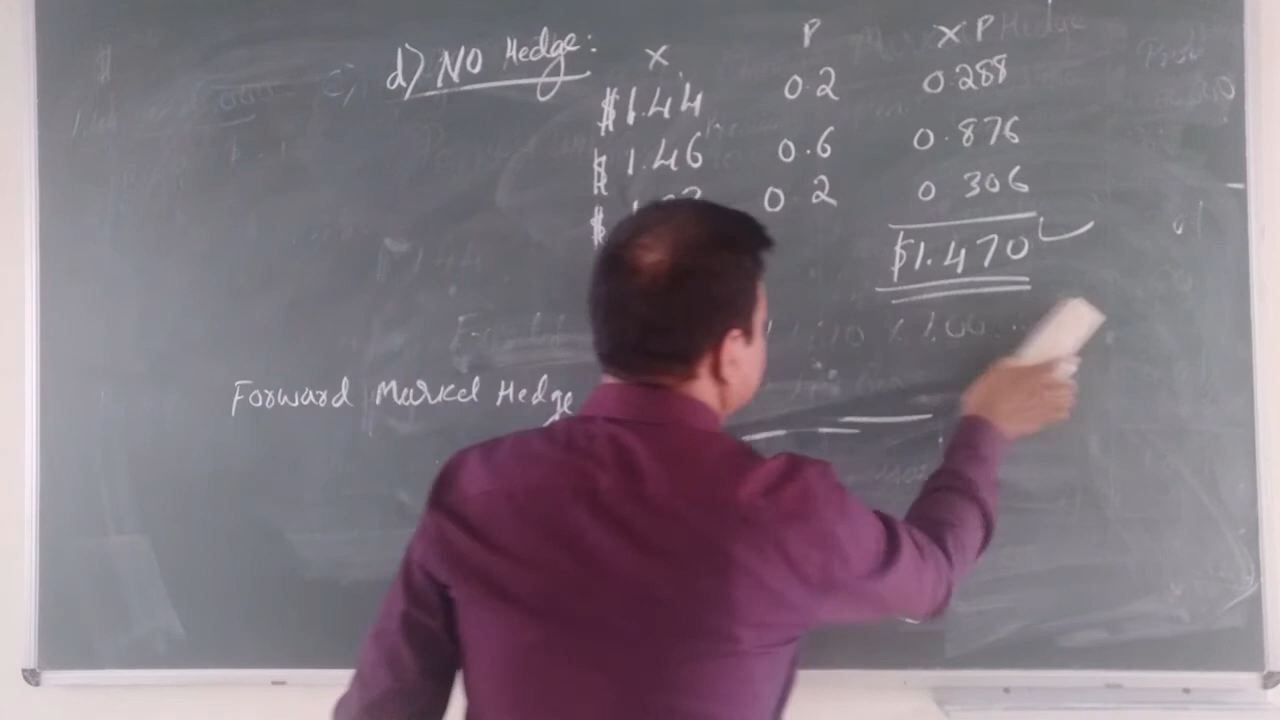 d) NO Hedge: X P XP
$1.44 0.2 0.288
$1.46 0.6 0.876
$ 0.2 0.306
$1.470
Forward Market Hedge